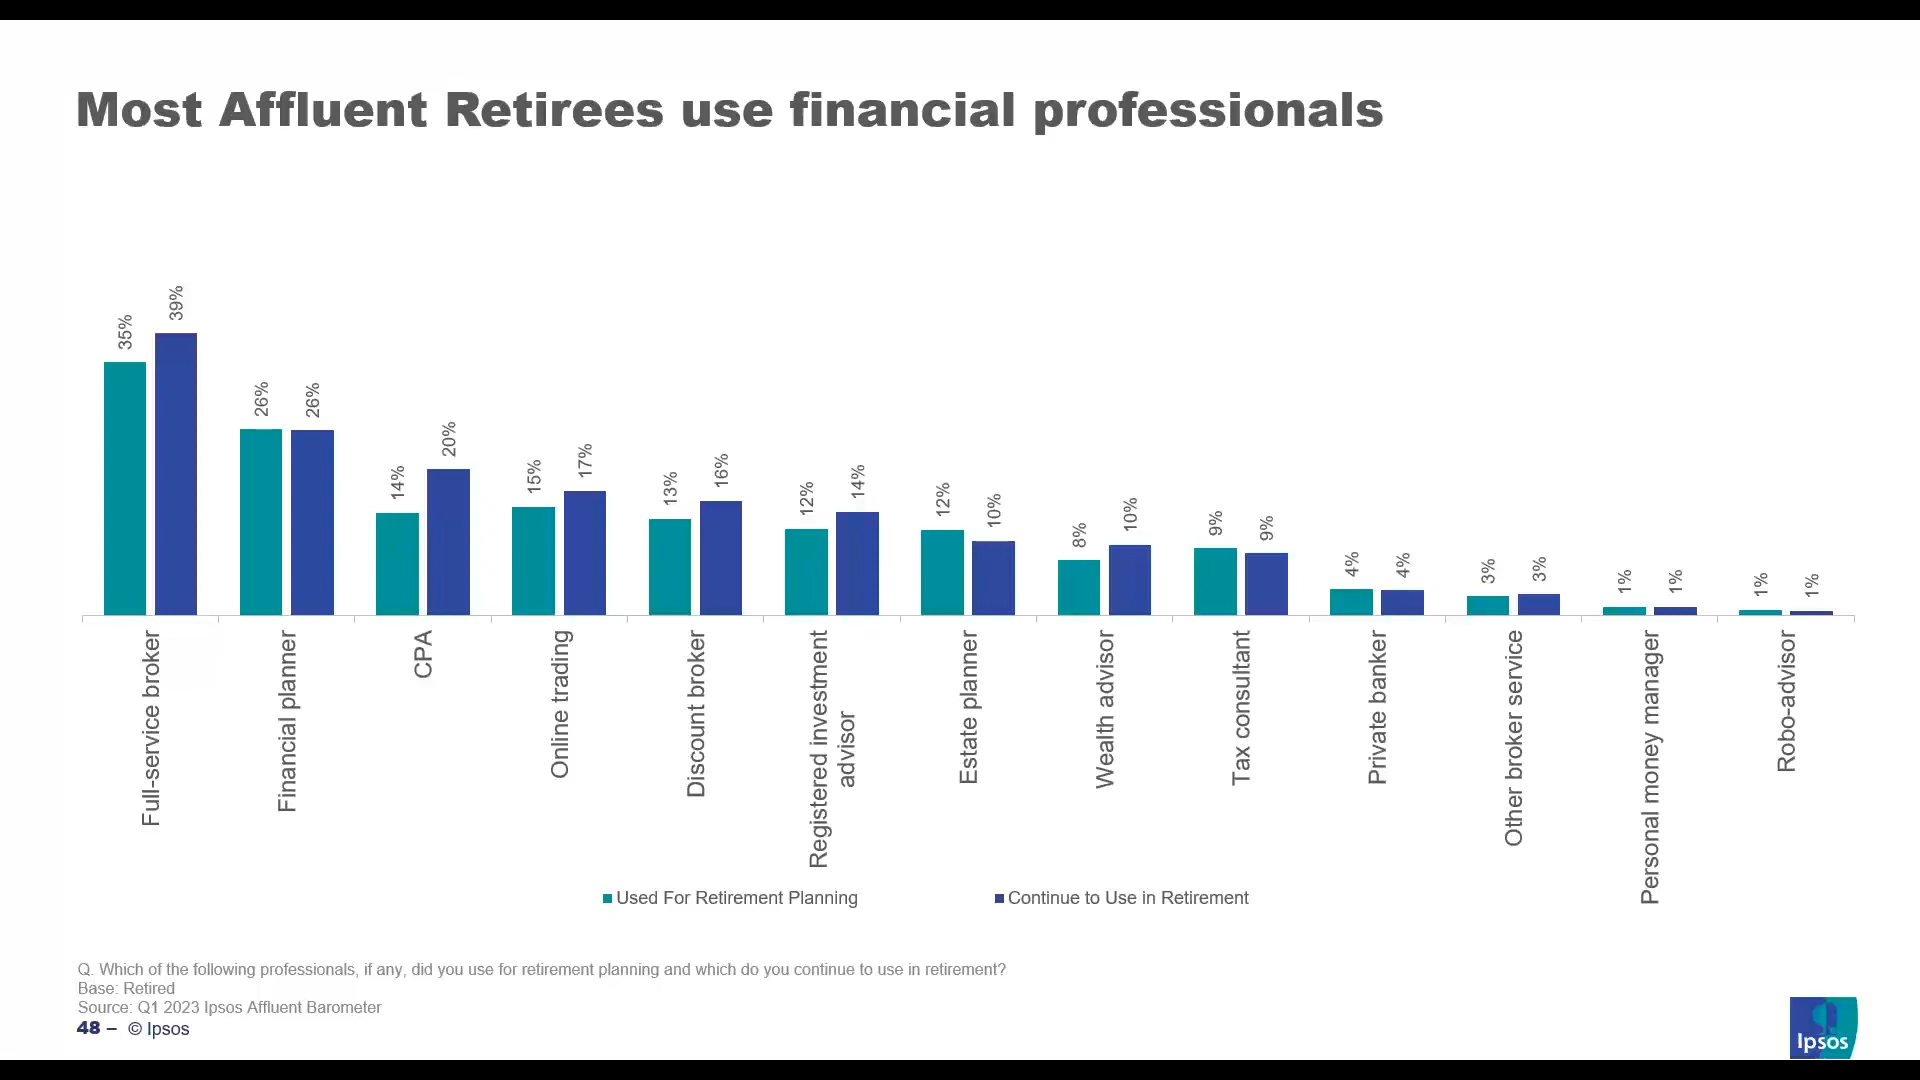 Most Affluent Retirees use financial professionals
35%
39%
26%
26%
14%
20%
15%
17%
13%
16%
12%
14%
12%
10%
8%
10%
9%
9%
4%
4%
3%
3%
1%
1%
1%
1%
Full-service broker
Financial planner
CPA
Online trading
Discount broker
Registered investment
advisor
Estate planner
Wealth advisor
Tax consultant
Private banker
Other broker service
Personal money manager
Robo-advisor
Used For Retirement Planning
Continue to Use in Retirement
Q. Which of the following professionals, if any, did you use for retirement planning and which do you continue to use in retirement?
Base: Retired
Source: Q1 2023 Ipsos Affluent Barometer
48 – © Ipsos
Ipsos